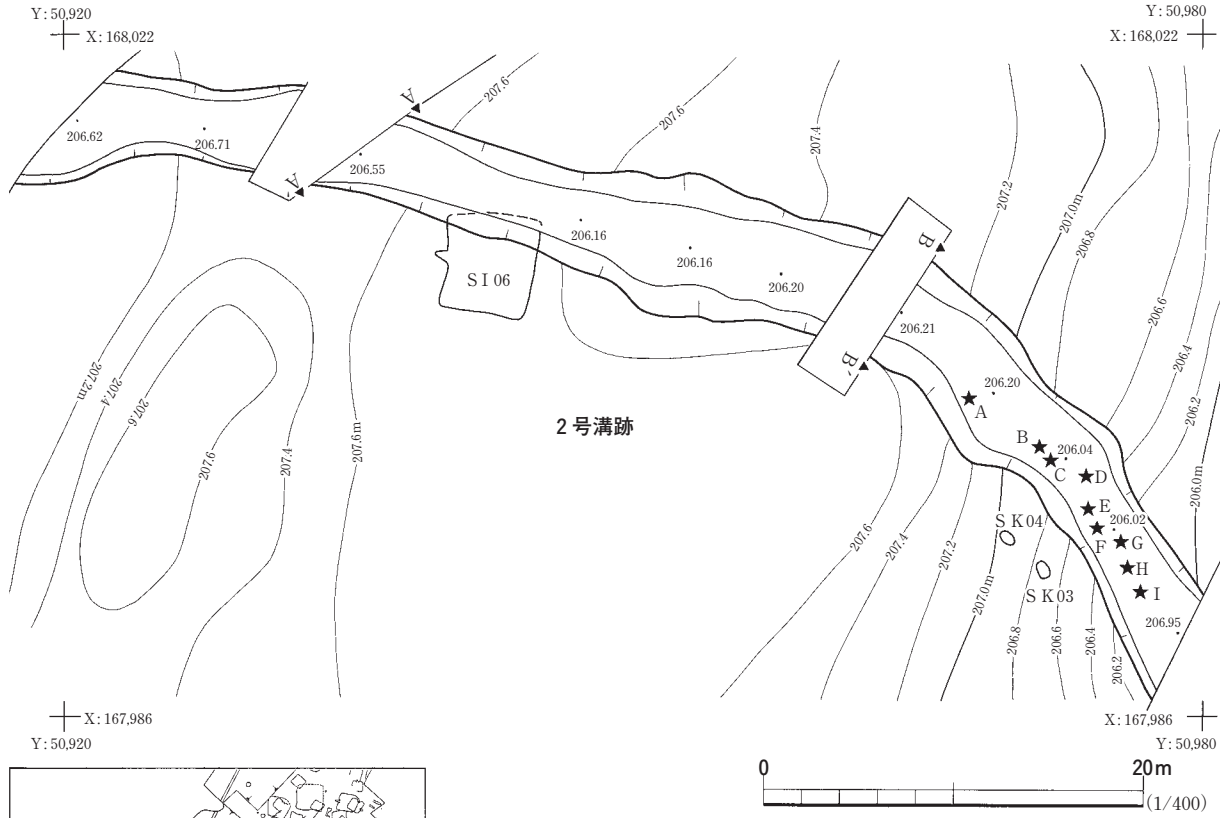 Y: 50,920
X: 168,022
Y: 50,980
X: 168,022
A
A′
206.62
206.71
206.55
207.6
207.6
207.4
207.2
207.0m
206.8
206.6
206.4
206.2
206.0m
S I 06
206.16
206.16
206.20
B
B′
206.21
206.20
A
B
C
206.04
D
E
F
206.02
G
H
I
206.95
S K 04
S K 03
207.2m
207.4
207.6
207.6
207.4
207.6m
2 号溝跡
207.6
207.4
207.2
207.0m
206.8
206.6
206.4
206.2
X: 167,986
Y: 50,920
X: 167,986
Y: 50,980
0
20m
(1/400)